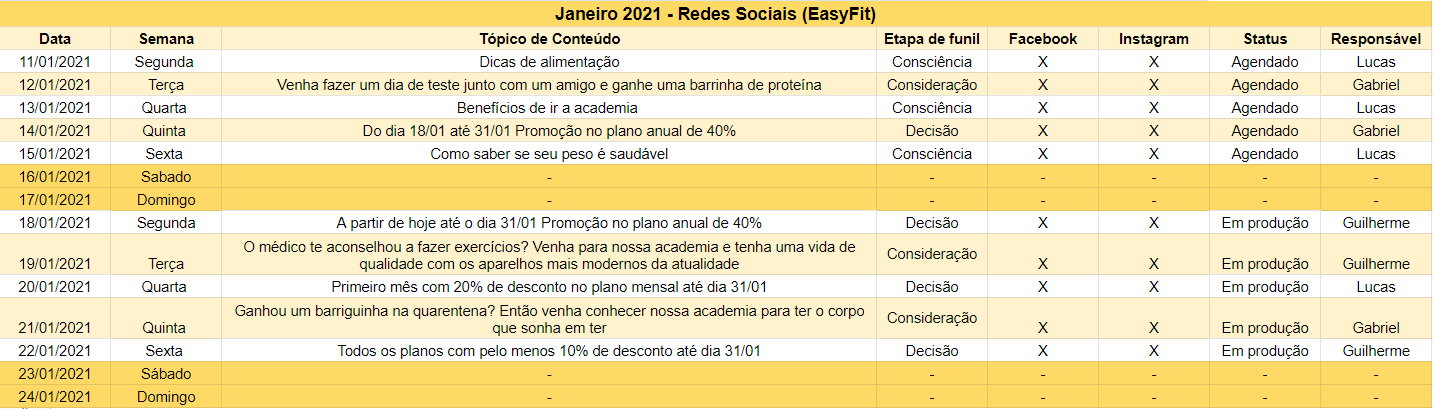 Janeiro 2021 - Redes Sociais (EasyFit)
Data Semana Tópico de Conteúdo Etapa de funil Facebook Instagram Status Responsável
11/01/2021 Segunda Dicas de alimentação Consciência X X Agendado Lucas
12/01/2021 Terça Venha fazer um dia de teste junto com um amigo e ganhe uma barrinha de proteína Consideração X X Agendado Gabriel
13/01/2021 Quarta Benefícios de ir a academia Consciência X X Agendado Lucas
14/01/2021 Quinta Do dia 18/01 até 31/01 Promoção no plano anual de 40% Decisão X X Agendado Gabriel
15/01/2021 Sexta Como saber se seu peso é saudável Consciência X X Agendado Lucas
16/01/2021 Sabado - - - - - -
17/01/2021 Domingo - - - - - -
18/01/2021 Segunda A partir de hoje até o dia 31/01 Promoção no plano anual de 40% Decisão X X Em produção Guilherme
O médico te aconselhou a fazer exercícios? Venha para nossa academia e tenha uma vida de
19/01/2021 Terça qualidade com os aparelhos mais modernos da atualidade Consideração X X Em produção Guilherme
20/01/2021 Quarta Primeiro mês com 20% de desconto no plano mensal até dia 31/01 Decisão X X Em produção Lucas
Ganhou um barriguinha na quarentena? Então venha conhecer nossa academia para ter o corpo
21/01/2021 Quinta que sonha em ter Consideração X X Em produção Gabriel
22/01/2021 Sexta Todos os planos com pelo menos 10% de desconto até dia 31/01 Decisão X X Em produção Guilherme
23/01/2021 Sábado - - - - - -
24/01/2021 Domingo - - - - - -